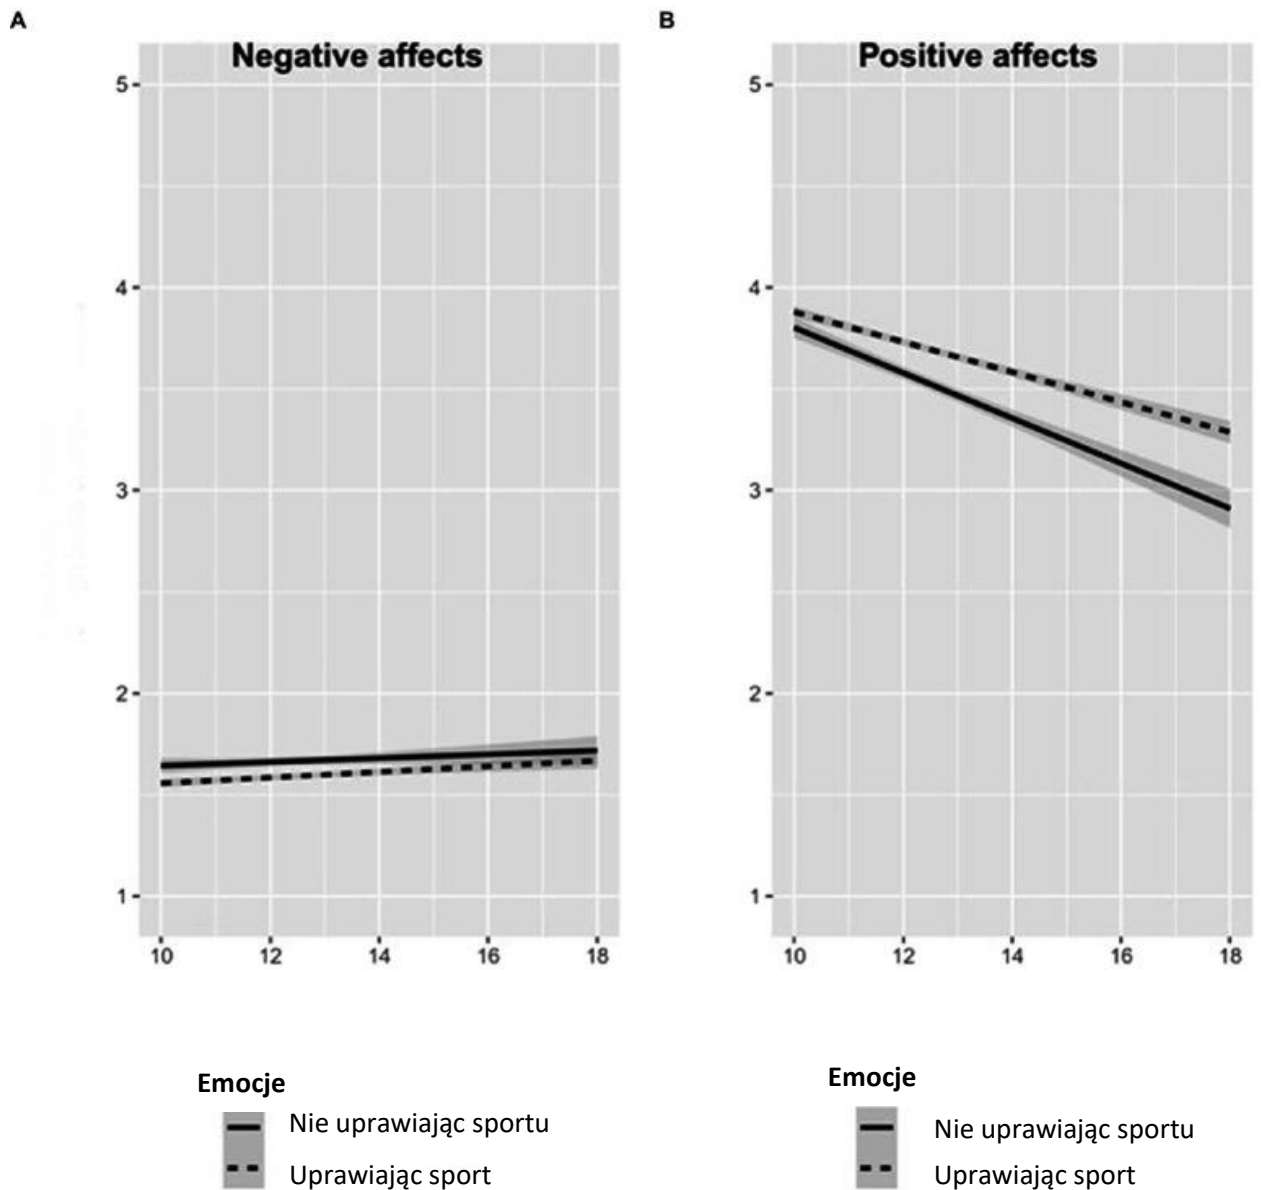 A
Negative affects
5
4
3
2
1
10 12 14 16 18
Emocje
Nie uprawiając sportu
Uprawiając sport
B
Positive affects
5
4
3
2
1
10 12 14 16 18
Emocje
Nie uprawiając sportu
Uprawiając sport